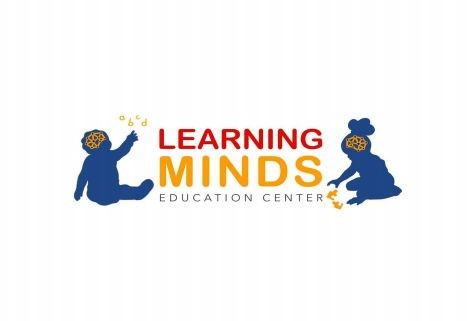 abcd
LEARNING
MINDS
EDUCATION CENTER